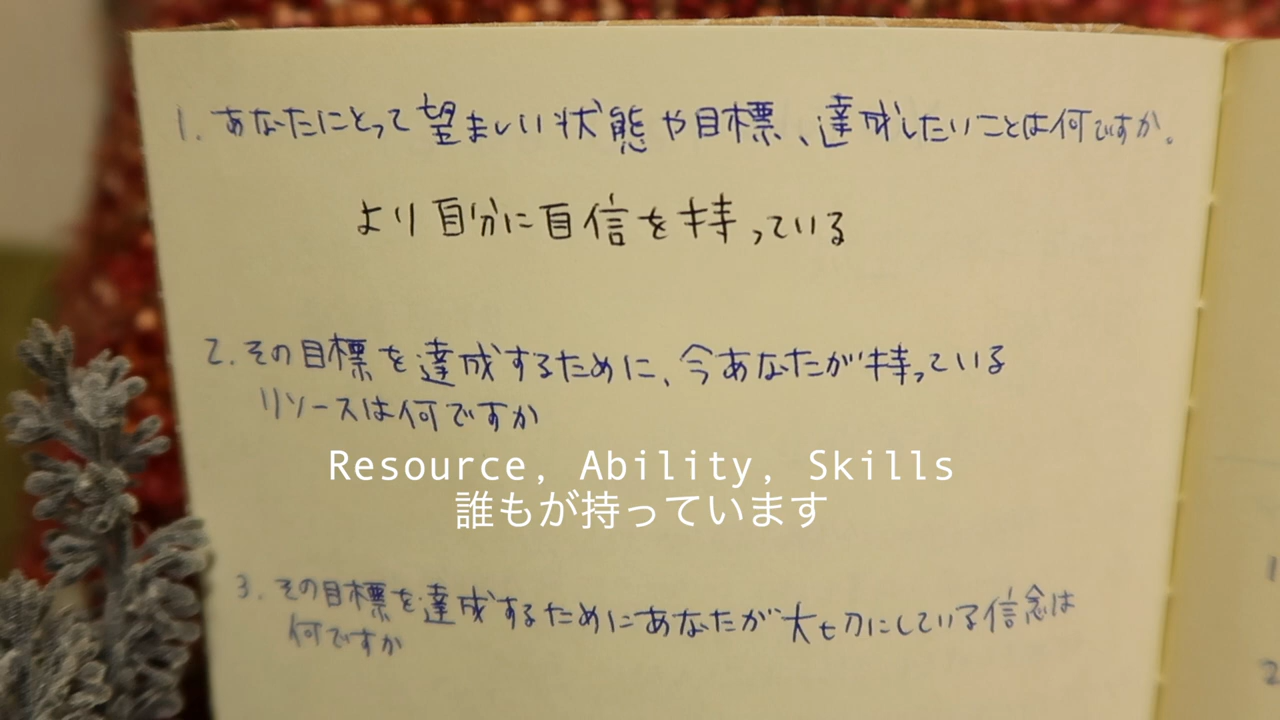 1. あなたにとって望ましい状態や目標、達成したいことは何ですか。
より自分に自信を持っている
2. その目標を達成するために、今あなたが持っている
リソースは何ですか
Resource, Ability, Skills
誰もが持っています
3. その目標を達成するためにあなたが大切にしている信念は
何ですか
1
2